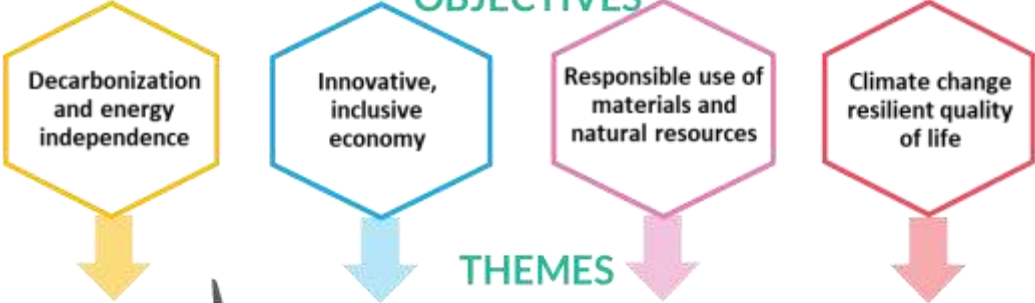 OBJECTIVES
Decarbonization
and energy
independence
Innovative,
inclusive
economy
Responsible use of
materials and
natural resources
Climate change
resilient quality
of life
THEMES